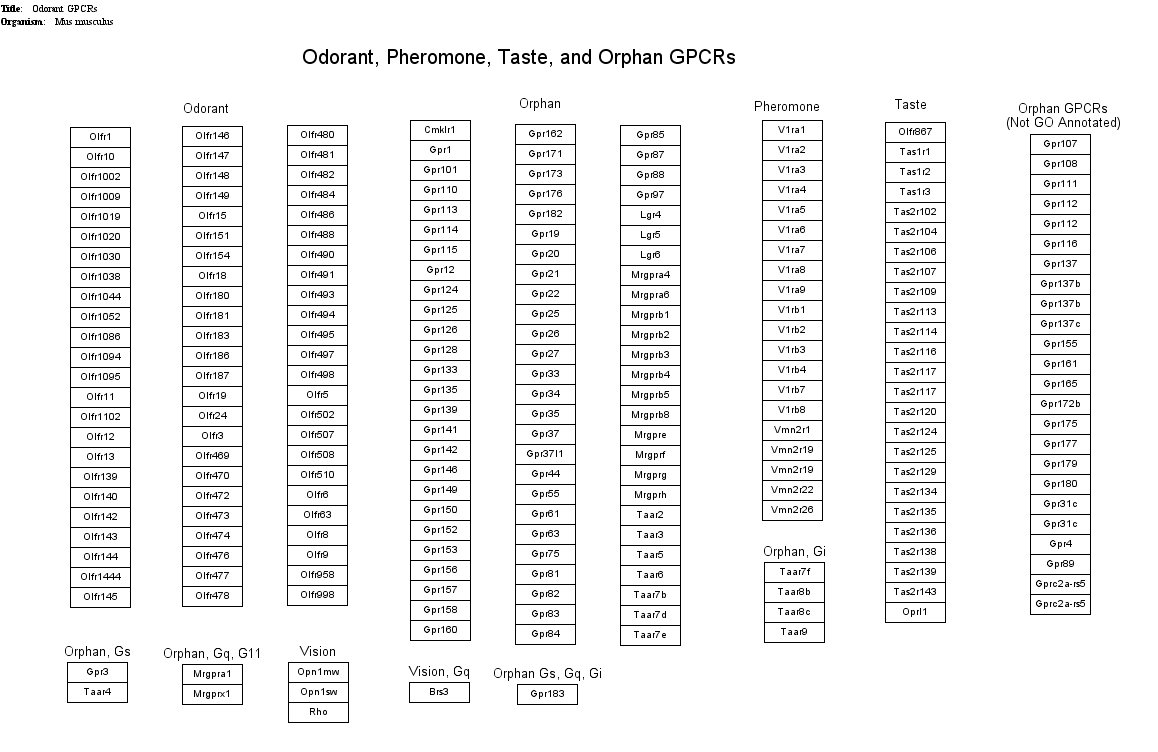 Title: Odorant GPCRs
Organism: Mus musculus
Odorant, Pheromone, Taste, and Orphan GPCRs
Odorant
Olfr1
Olfr10
Olfr1002
Olfr1009
Olfr1019
Olfr1020
Olfr1030
Olfr1038
Olfr1044
Olfr1052
Olfr1086
Olfr1094
Olfr1095
Olfr11
Olfr1102
Olfr12
Olfr13
Olfr139
Olfr140
Olfr142
Olfr143
Olfr144
Olfr1444
Olfr145
Olfr146
Olfr147
Olfr148
Olfr149
Olfr15
Olfr151
Olfr154
Olfr18
Olfr180
Olfr181
Olfr183
Olfr186
Olfr187
Olfr19
Olfr24
Olfr3
Olfr469
Olfr470
Olfr472
Olfr473
Olfr474
Olfr476
Olfr477
Olfr478
Olfr480
Olfr481
Olfr482
Olfr484
Olfr486
Olfr488
Olfr490
Olfr491
Olfr493
Olfr494
Olfr495
Olfr497
Olfr498
Olfr5
Olfr502
Olfr507
Olfr508
Olfr510
Olfr6
Olfr63
Olfr8
Olfr9
Olfr958
Olfr998
Orphan
Cmklr1
Gpr1
Gpr101
Gpr110
Gpr113
Gpr114
Gpr115
Gpr12
Gpr124
Gpr125
Gpr126
Gpr128
Gpr133
Gpr135
Gpr139
Gpr141
Gpr142
Gpr146
Gpr149
Gpr150
Gpr152
Gpr153
Gpr156
Gpr157
Gpr158
Gpr160
Gpr162
Gpr171
Gpr173
Gpr176
Gpr182
Gpr19
Gpr20
Gpr21
Gpr22
Gpr25
Gpr26
Gpr27
Gpr33
Gpr34
Gpr35
Gpr37
Gpr37l1
Gpr44
Gpr55
Gpr61
Gpr63
Gpr75
Gpr81
Gpr82
Gpr83
Gpr84
Gpr85
Gpr87
Gpr88
Gpr97
Lgr4
Lgr5
Lgr6
Mrgpra4
Mrgpra6
Mrgprb1
Mrgprb2
Mrgprb3
Mrgprb4
Mrgprb5
Mrgprb8
Mrgpre
Mrgprf
Mrgprg
Mrgprh
Taar2
Taar3
Taar5
Taar6
Taar7b
Taar7d
Taar7e
Pheromone
V1ra1
V1ra2
V1ra3
V1ra4
V1ra5
V1ra6
V1ra7
V1ra8
V1ra9
V1rb1
V1rb2
V1rb3
V1rb4
V1rb7
V1rb8
Vmn2r1
Vmn2r19
Vmn2r19
Vmn2r22
Vmn2r26
Orphan, Gi
Taar7f
Taar8b
Taar8c
Taar9
Taste
Olfr867
Tas1r1
Tas1r2
Tas1r3
Tas2r102
Tas2r104
Tas2r106
Tas2r107
Tas2r109
Tas2r113
Tas2r114
Tas2r116
Tas2r117
Tas2r117
Tas2r120
Tas2r124
Tas2r125
Tas2r129
Tas2r134
Tas2r135
Tas2r136
Tas2r138
Tas2r139
Tas2r143
Oprl1
Orphan GPCRs
(Not GO Annotated)
Gpr107
Gpr108
Gpr111
Gpr112
Gpr112
Gpr116
Gpr137
Gpr137b
Gpr137b
Gpr137c
Gpr155
Gpr161
Gpr165
Gpr172b
Gpr175
Gpr177
Gpr179
Gpr180
Gpr31c
Gpr31c
Gpr4
Gpr89
Gprc2a-rs5
Gprc2a-rs5
Orphan, Gs
Gpr3
Taar4
Orphan, Gq, G11
Mrgpra1
Mrgprx1
Vision
Opn1mw
Opn1sw
Rho
Vision, Gq
Brs3
Orphan Gs, Gq, Gi
Gpr183